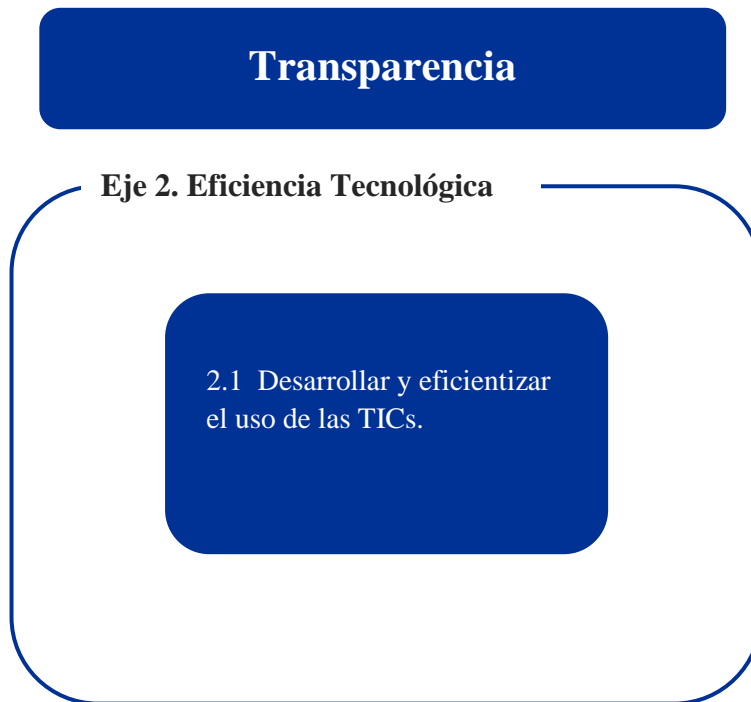 Transparencia
Eje 2. Eficiencia Tecnológica
2.1 Desarrollar y eficientizar
el uso de las TICs.